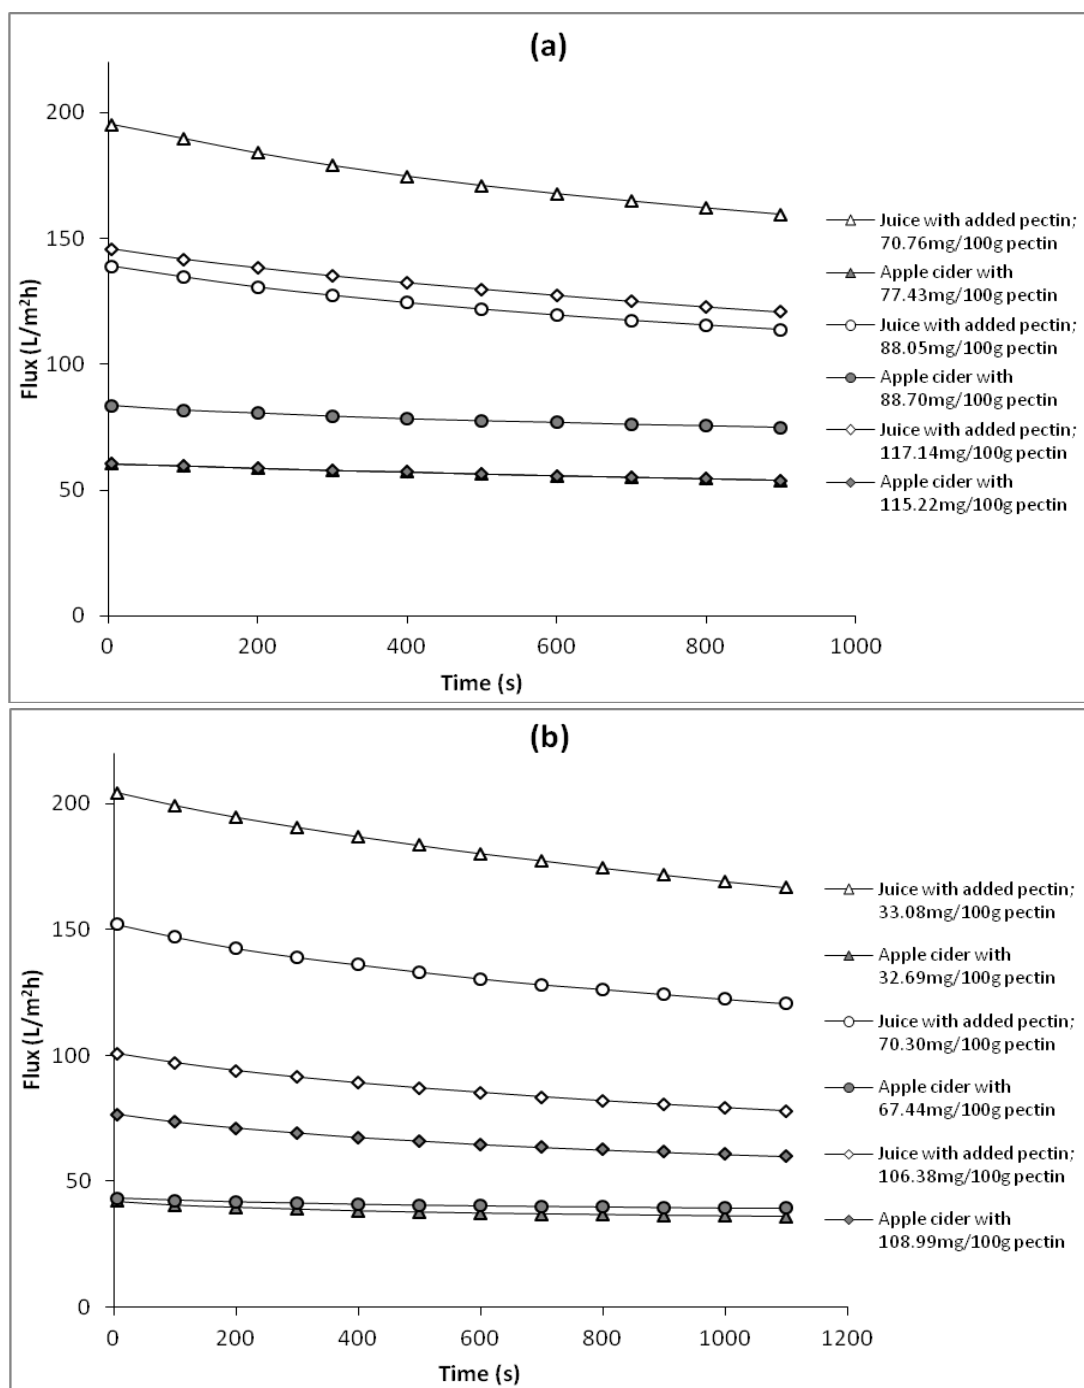 (a)
200
150
100
50
0
Flux (L/m²h)
0 200 400 600 800 1000
Time (s)
Juice with added pectin;
70.76mg/100g pectin
Apple cider with
77.43mg/100g pectin
Juice with added pectin;
88.05mg/100g pectin
Apple cider with
88.70mg/100g pectin
Juice with added pectin;
117.14mg/100g pectin
Apple cider with
115.22mg/100g pectin
(b)
200
150
100
50
0
Flux (L/m²h)
0 200 400 600 800 1000 1200
Time (s)
Juice with added pectin;
33.08mg/100g pectin
Apple cider with
32.69mg/100g pectin
Juice with added pectin;
70.30mg/100g pectin
Apple cider with
67.44mg/100g pectin
Juice with added pectin;
106.38mg/100g pectin
Apple cider with
108.99mg/100g pectin